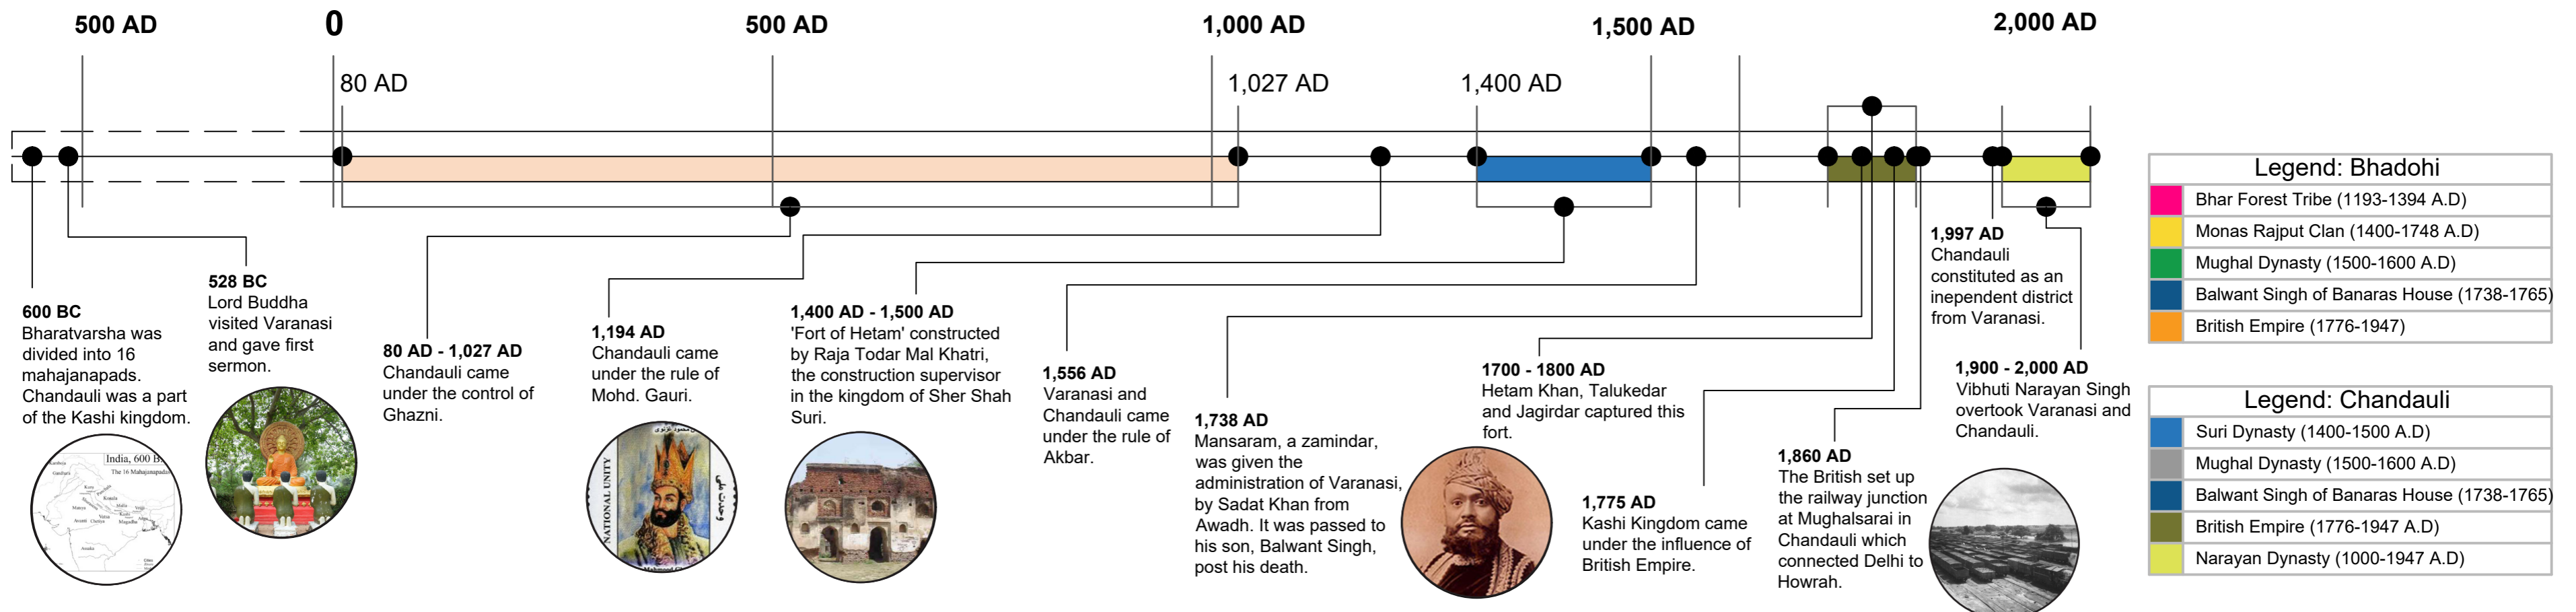 500 AD
0
500 AD
1,000 AD
1,500 AD
2,000 AD
80 AD
1,027 AD
1,400 AD
600 BC
Bharatvarsha was
divided into 16
mahajanapads.
Chandauli was a part
of the Kashi kingdom.
India, 600 B
The 16 Mahajanapada
528 BC
Lord Buddha
visited Varanasi
and gave first
sermon.
80 AD - 1,027 AD
Chandauli came
under the control of
Ghazni.
1,194 AD
Chandauli came
under the rule of
Mohd. Gauri.
NATIONAL UNITY
1,400 AD - 1,500 AD
'Fort of Hetam' constructed
by Raja Todar Mal Khatri,
the construction supervisor
in the kingdom of Sher Shah
Suri.
1,556 AD
Varanasi and
Chandauli came
under the rule of
Akbar.
1,738 AD
Mansaram, a zamindar,
was given the
administration of Varanasi,
by Sadat Khan from
Awadh. It was passed to
his son, Balwant Singh,
post his death.
1700 - 1800 AD
Hetam Khan, Talukedar
and Jagirdar captured this
fort.
1,775 AD
Kashi Kingdom came
under the influence of
British Empire.
1,860 AD
The British set up
the railway junction
at Mughalsarai in
Chandauli which
connected Delhi to
Howrah.
1,997 AD
Chandauli
constituted as an
inependent district
from Varanasi.
1,900 - 2,000 AD
Vibhuti Narayan Singh
overtook Varanasi and
Chandauli.
Legend: Bhadohi
Bhar Forest Tribe (1193-1394 A.D)
Monas Rajput Clan (1400-1748 A.D)
Mughal Dynasty (1500-1600 A.D)
Balwant Singh of Banaras House (1738-1765)
British Empire (1776-1947)
Legend: Chandauli
Suri Dynasty (1400-1500 A.D)
Mughal Dynasty (1500-1600 A.D)
Balwant Singh of Banaras House (1738-1765)
British Empire (1776-1947 A.D)
Narayan Dynasty (1000-1947 A.D)